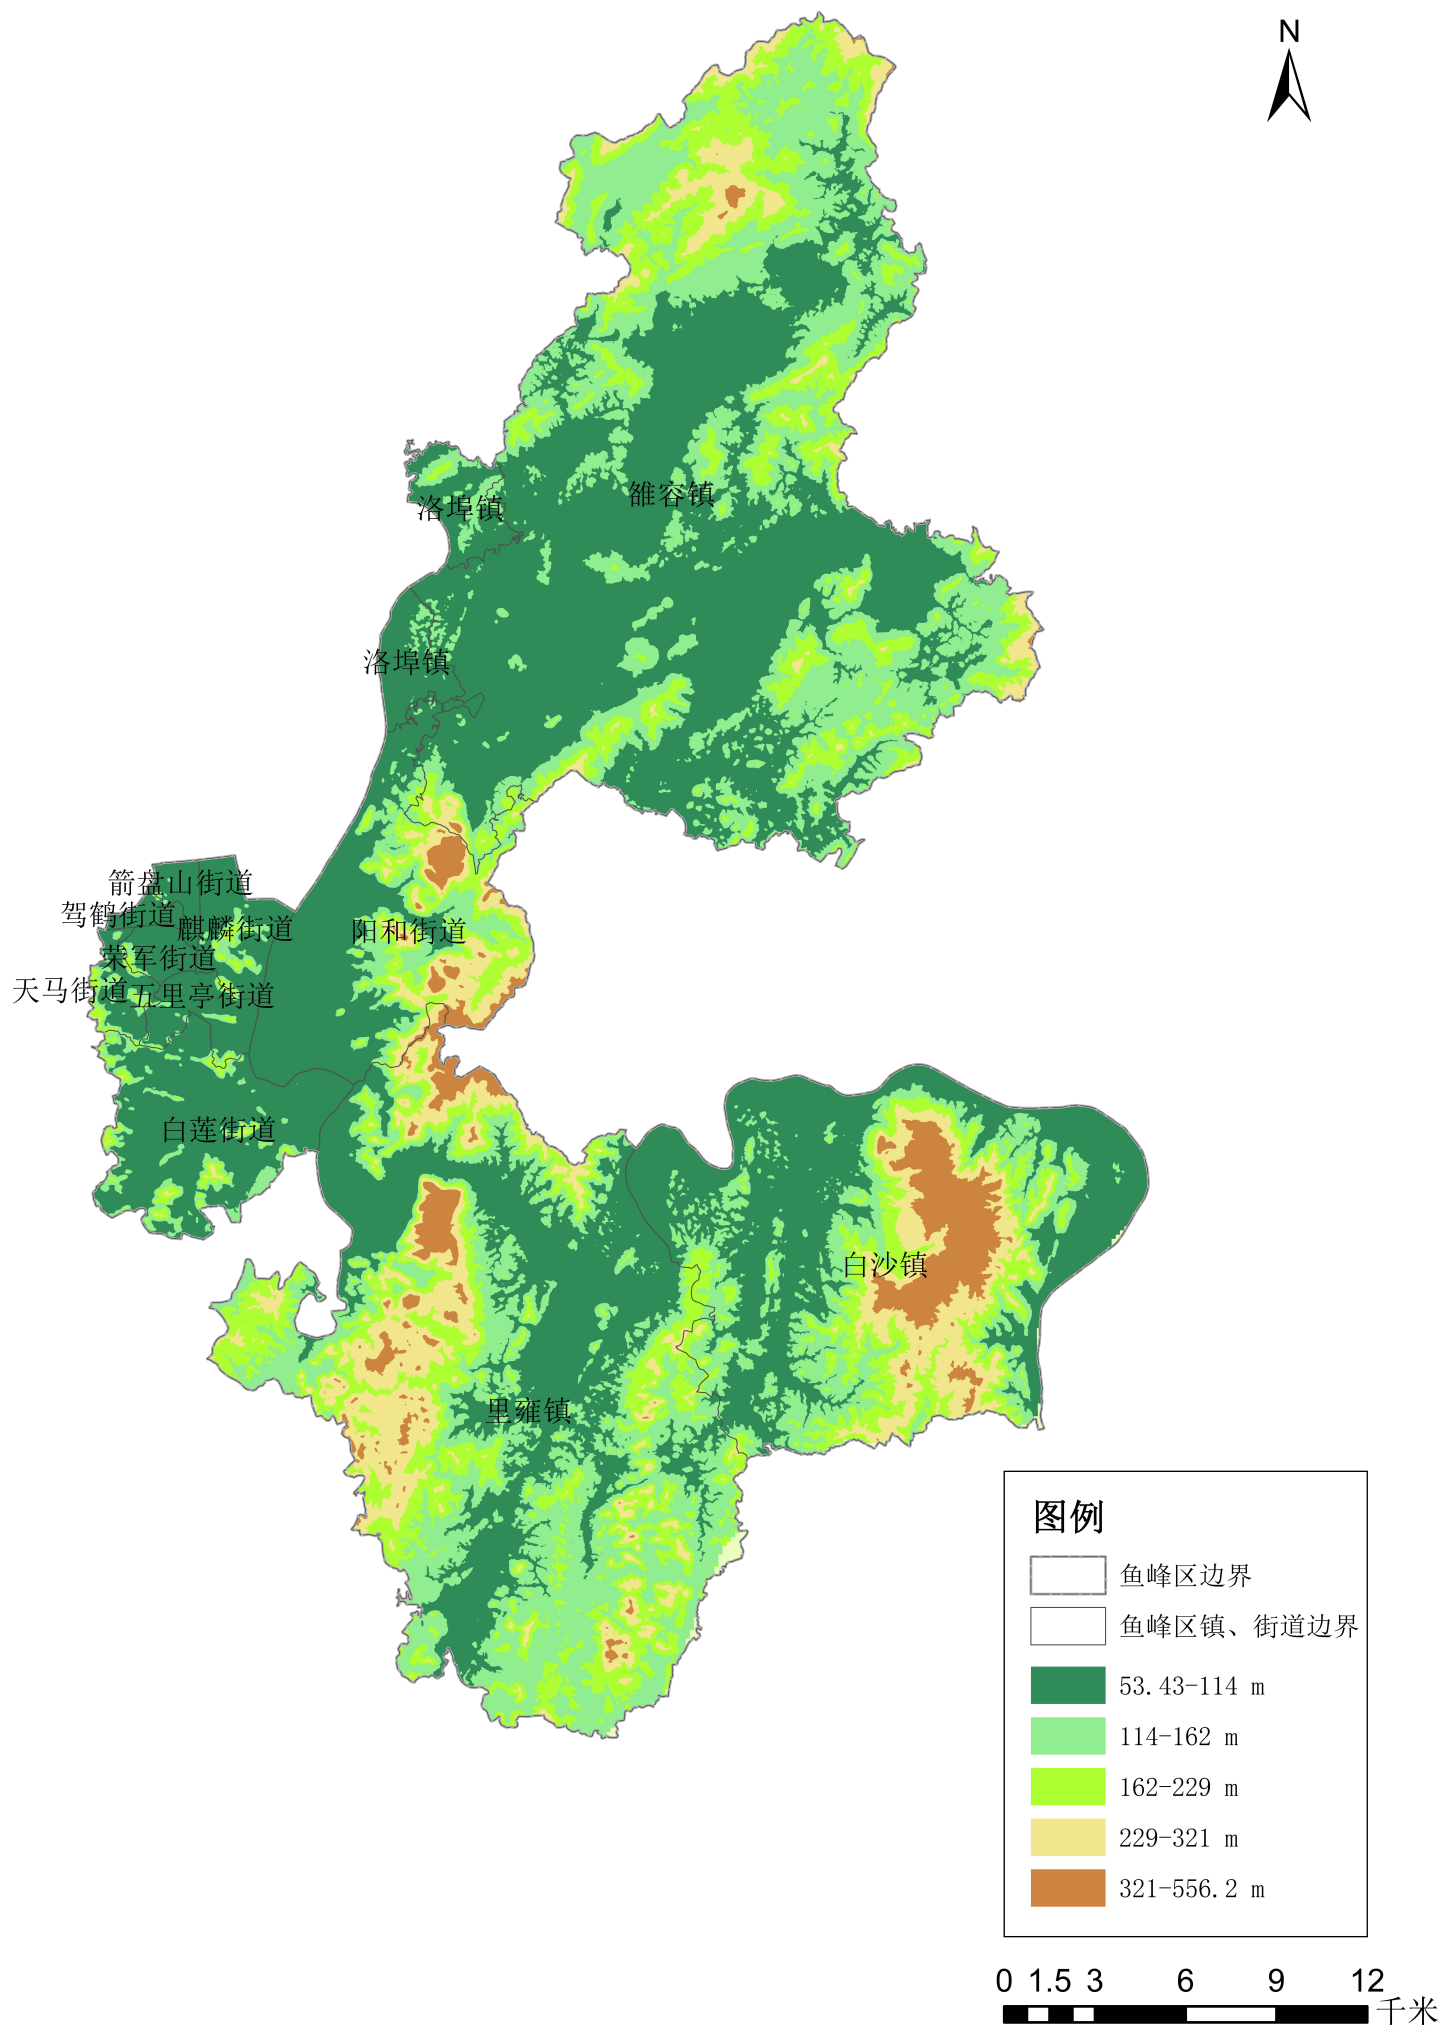 N
雒容镇
洛埠镇
洛埠镇
箭盘山街道
驾鹤街道
麒麟街道
阳和街道
荣军街道
天马街道
五里亭街道
白莲街道
白沙镇
里雍镇
图例
鱼峰区边界
鱼峰区镇、街道边界
53.43-114 m
114-162 m
162-229 m
229-321 m
321-556.2 m
0 1.5 3 6 9 12
千米